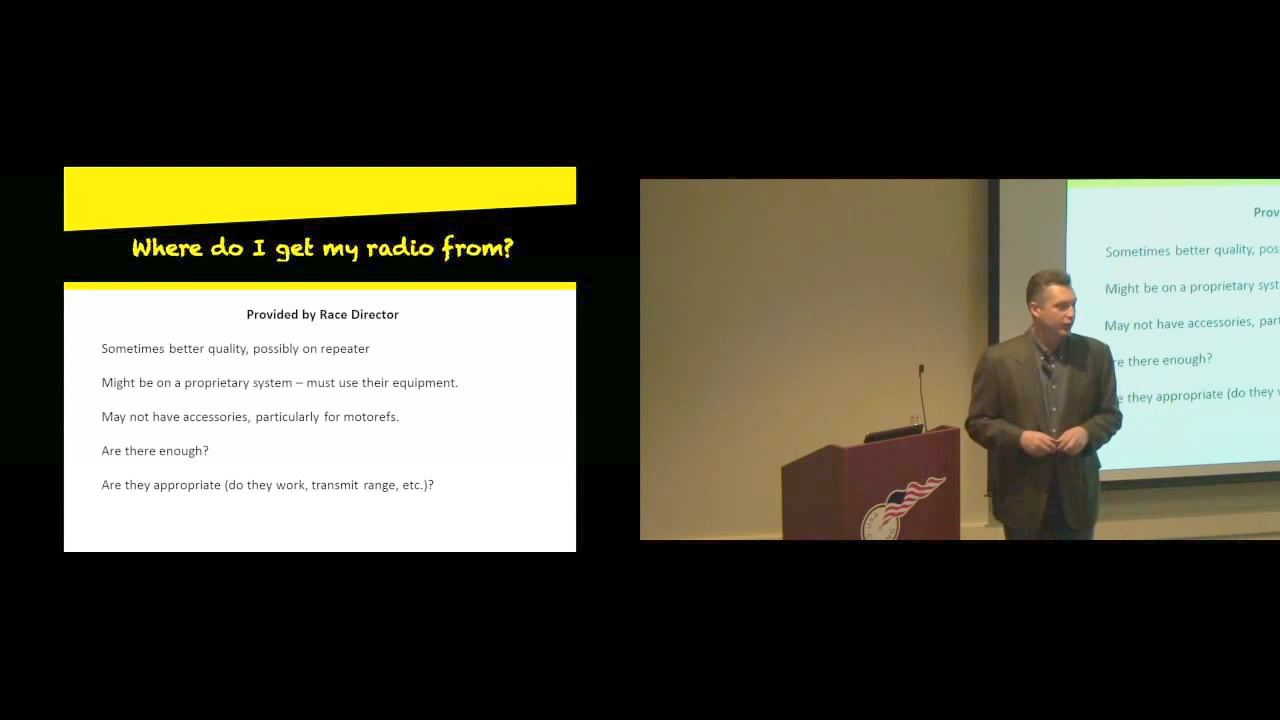 Where do I get my radio from?
Provided by Race Director
Sometimes better quality, possibly on repeater
Might be on a proprietary system – must use their equipment.
May not have accessories, particularly for motorefs.
Are there enough?
Are they appropriate (do they work, transmit range, etc.)?
Prov
Sometimes better quality, pos
Might be on a proprietary syst
May not have accessories, part
re there enough?
e they appropriate (do they w
USA